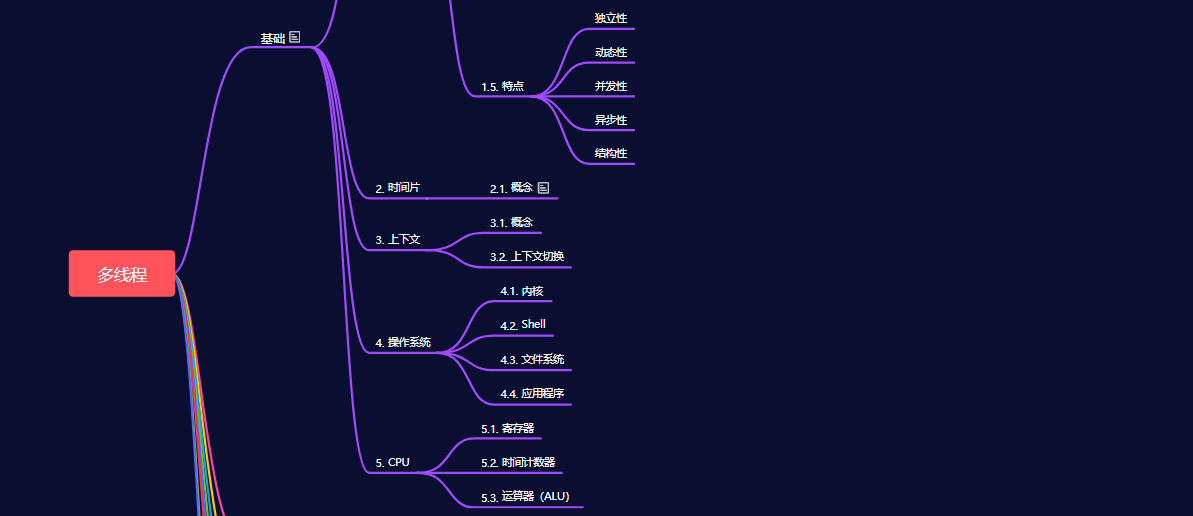 多线程
基础
1.5. 特点
独立性
动态性
并发性
异步性
结构性
2. 时间片
2.1. 概念
3. 上下文
3.1. 概念
3.2. 上下文切换
4. 操作系统
4.1. 内核
4.2. Shell
4.3. 文件系统
4.4. 应用程序
5. CPU
5.1. 寄存器
5.2. 时间计数器
5.3. 运算器（ALU）